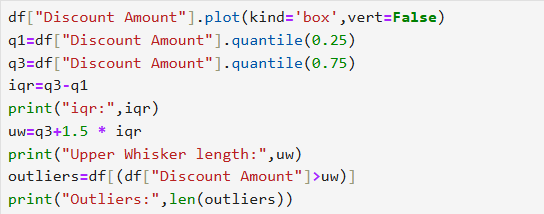 df["Discount Amount"].plot(kind='box',vert=False)
q1=df["Discount Amount"].quantile(0.25)
q3=df["Discount Amount"].quantile(0.75)
iqr=q3-q1
print("iqr:",iqr)
uw=q3+1.5 * iqr
print("Upper Whisker length:",uw)
outliers=df[(df["Discount Amount"]>uw)]
print("Outliers:",len(outliers))